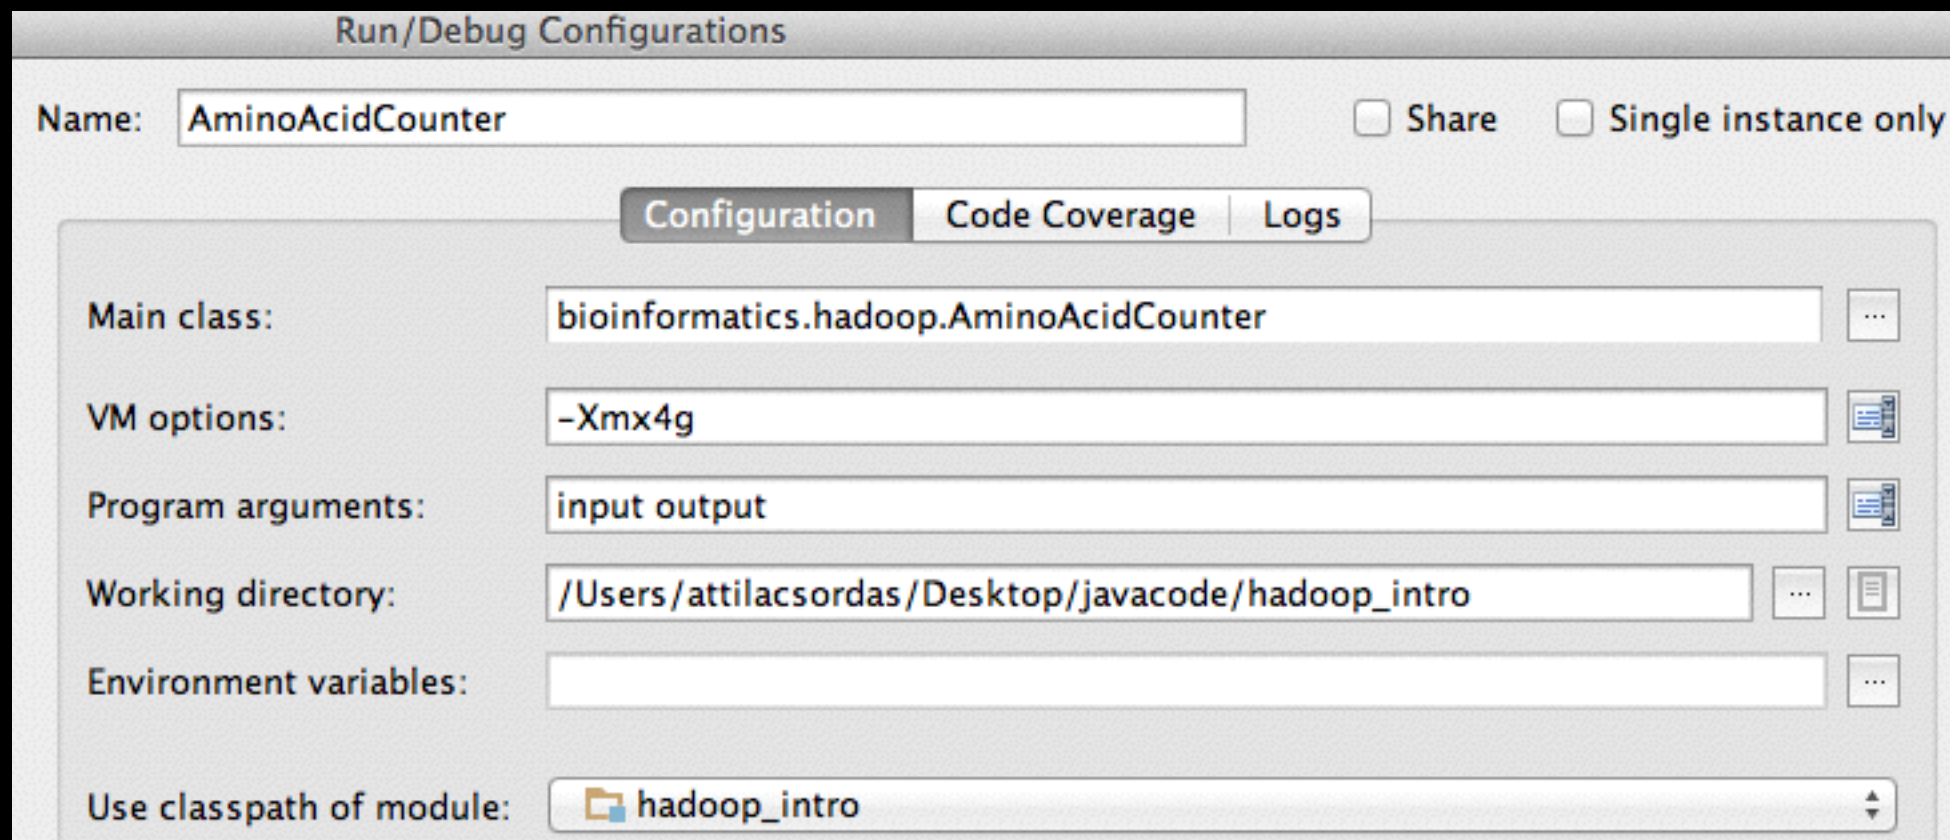 Run/Debug Configurations
Name: AminoAcidCounter Share Single instance only
Configuration Code Coverage Logs
Main class: bioinformatics.hadoop.AminoAcidCounter ...
VM options: -Xmx4g
Program arguments: input output
Working directory: /Users/attilacsordas/Desktop/javacode/hadoop_intro ...
Environment variables: ...
Use classpath of module: hadoop_intro